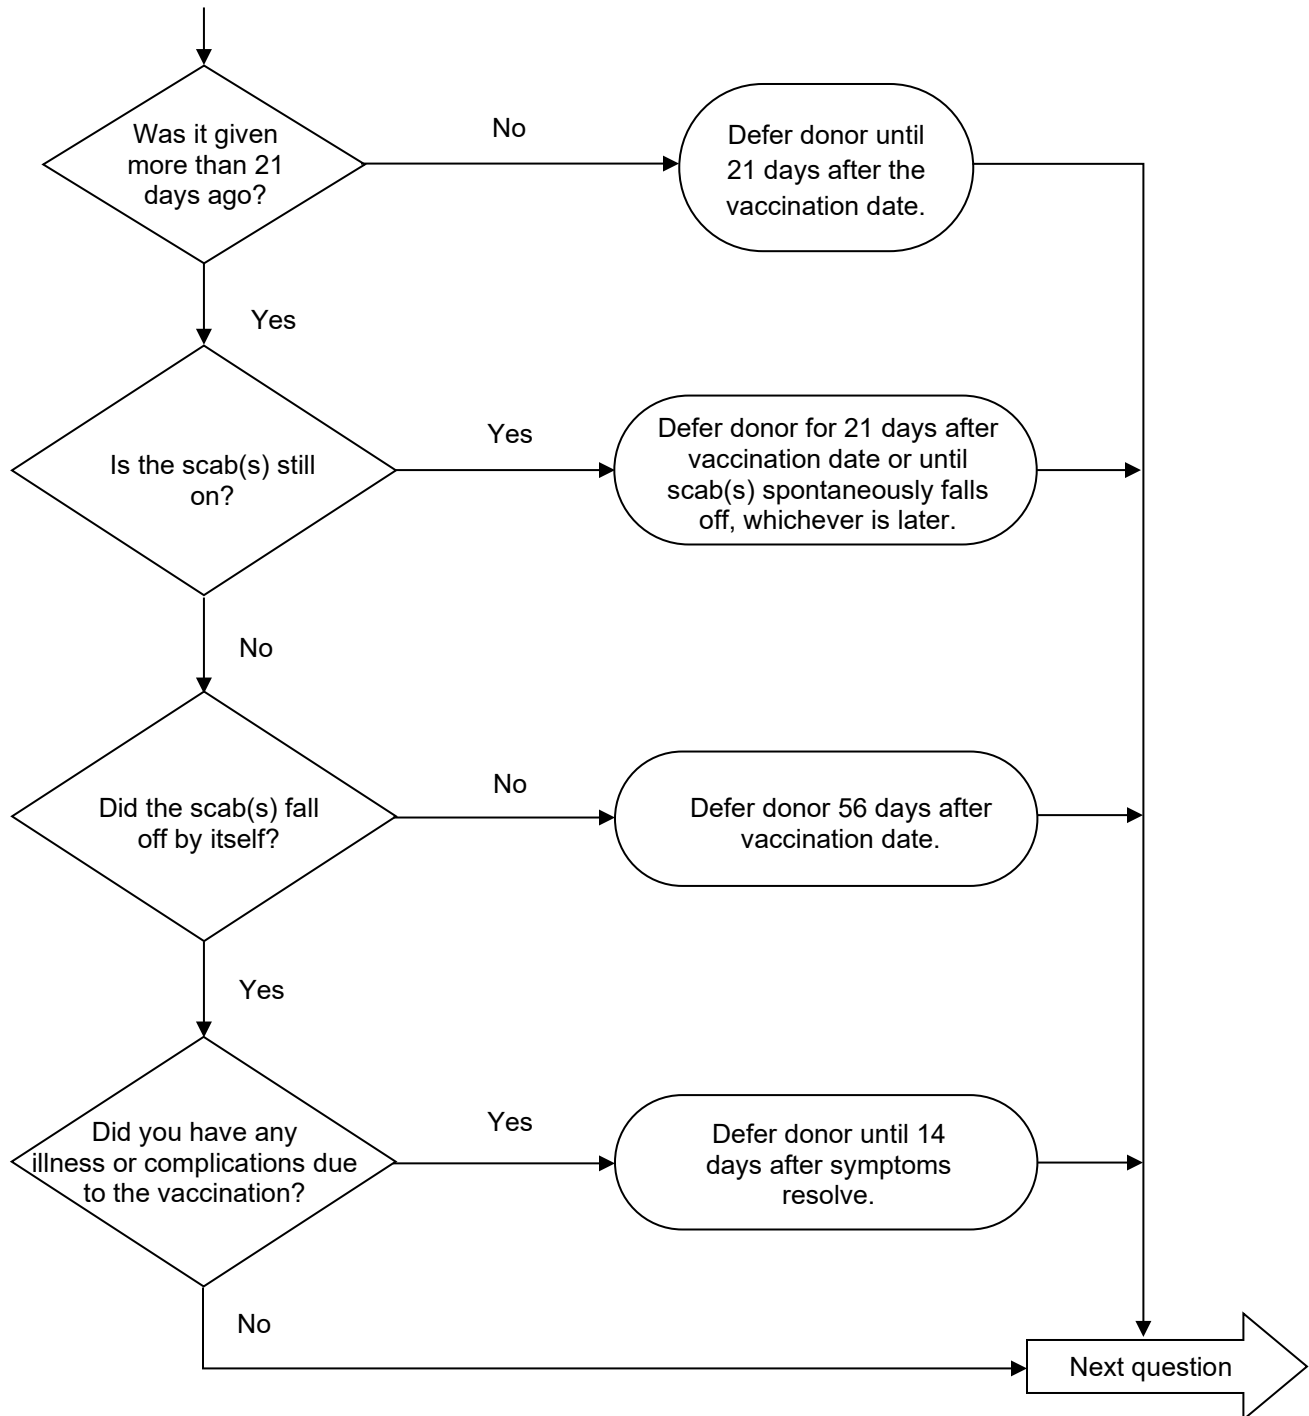 Was it given
more than 21
days ago?
No
Defer donor until
21 days after the
vaccination date.
Yes
Is the scab(s) still
on?
Yes
Defer donor for 21 days after
vaccination date or until
scab(s) spontaneously falls
off, whichever is later.
No
Did the scab(s) fall
off by itself?
No
Defer donor 56 days after
vaccination date.
Yes
Did you have any
illness or complications due
to the vaccination?
Yes
Defer donor until 14
days after symptoms
resolve.
No
Next question